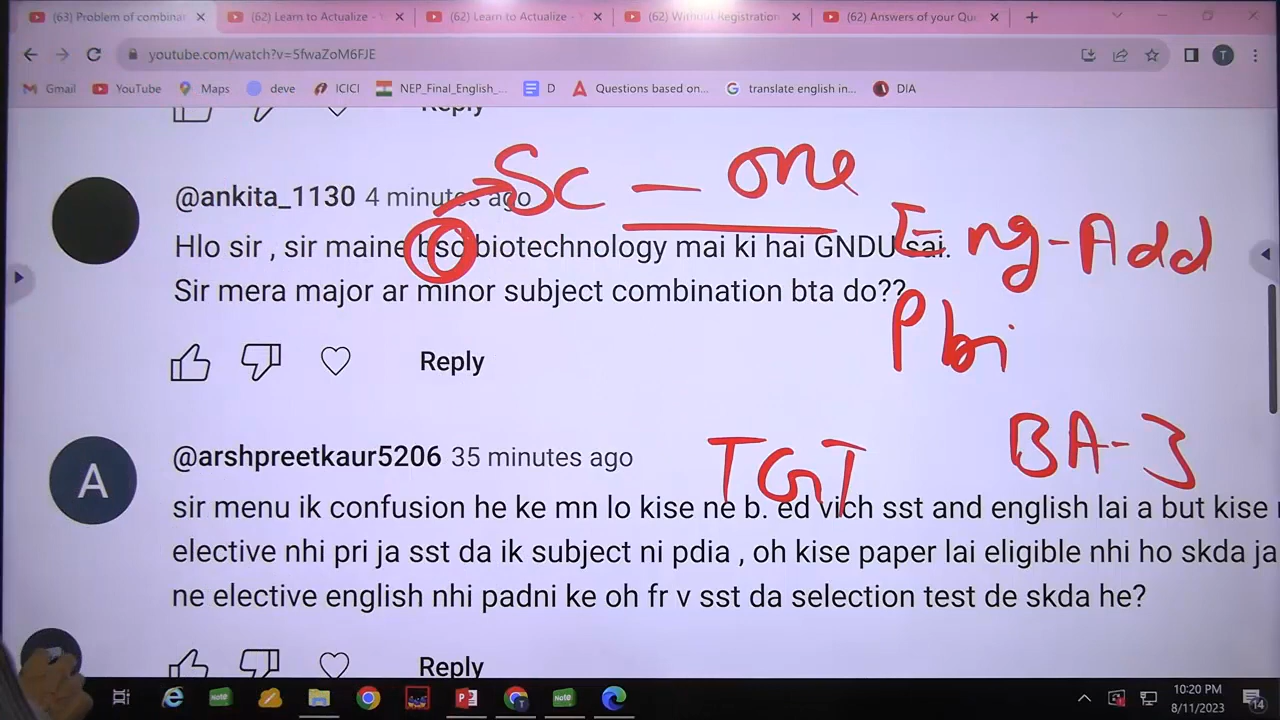 (63) Problem of combinat
(62) Learn to Actualize - Y
(62) Learn to Actualize - Y
(62) Without Registration
(62) Answers of your Que
youtube.com/watch?v=5fwaZoM6FJE
T
Gmail YouTube Maps deve ICICI NEP_Final_English_... D Questions based on... translate english in... DIA
Reply
Sc — one
@ankita_1130 4 minutes ago
Eng-Add
Hlo sir , sir maine bsc biotechnology mai ki hai GNDU sai.
Sir mera major ar minor subject combination bta do??
Pbi
Reply
BA-3
TGT
A @arshpreetkaur5206 35 minutes ago
sir menu ik confusion he ke mn lo kise ne b. ed vich sst and english lai a but kise
elective nhi pri ja sst da ik subject ni pdia , oh kise paper lai eligible nhi ho skda ja
ne elective english nhi padni ke oh fr v sst da selection test de skda he?
Reply
10:20 PM
8/11/2023
14